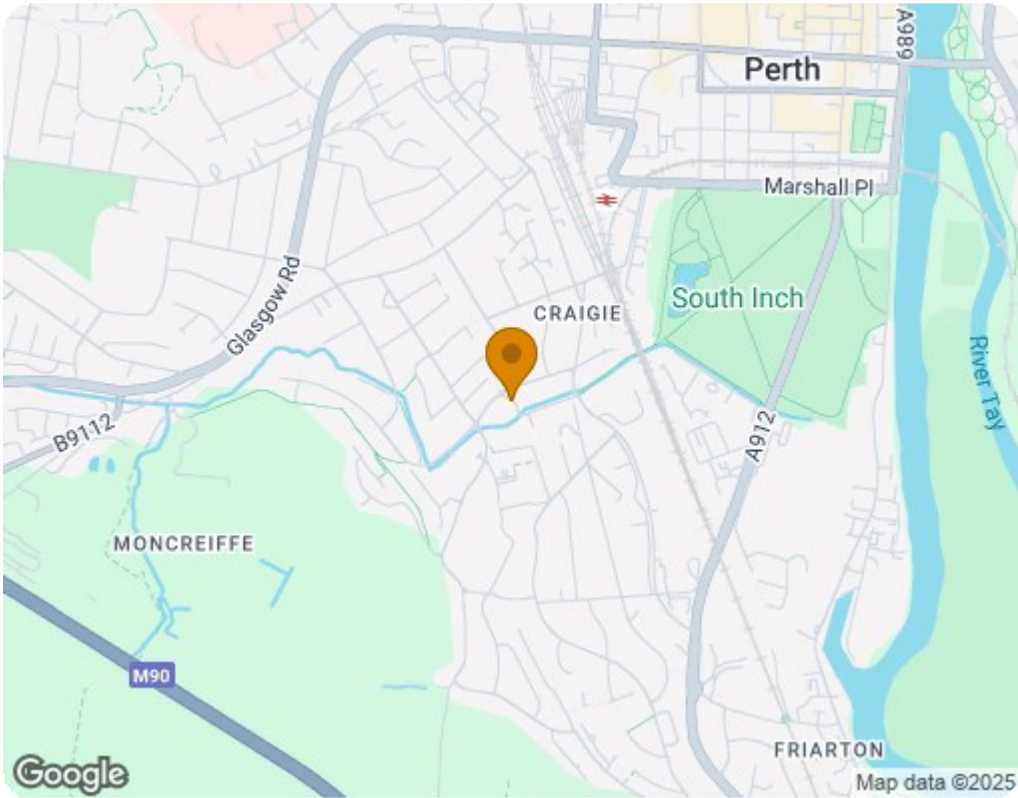 A989
Perth
Marshall Pl
Glasgow Rd
South Inch
CRAIGIE
River Tay
B9112
A912
MONCREIFFE
M90
FRIARTON
Google
Map data ©2025